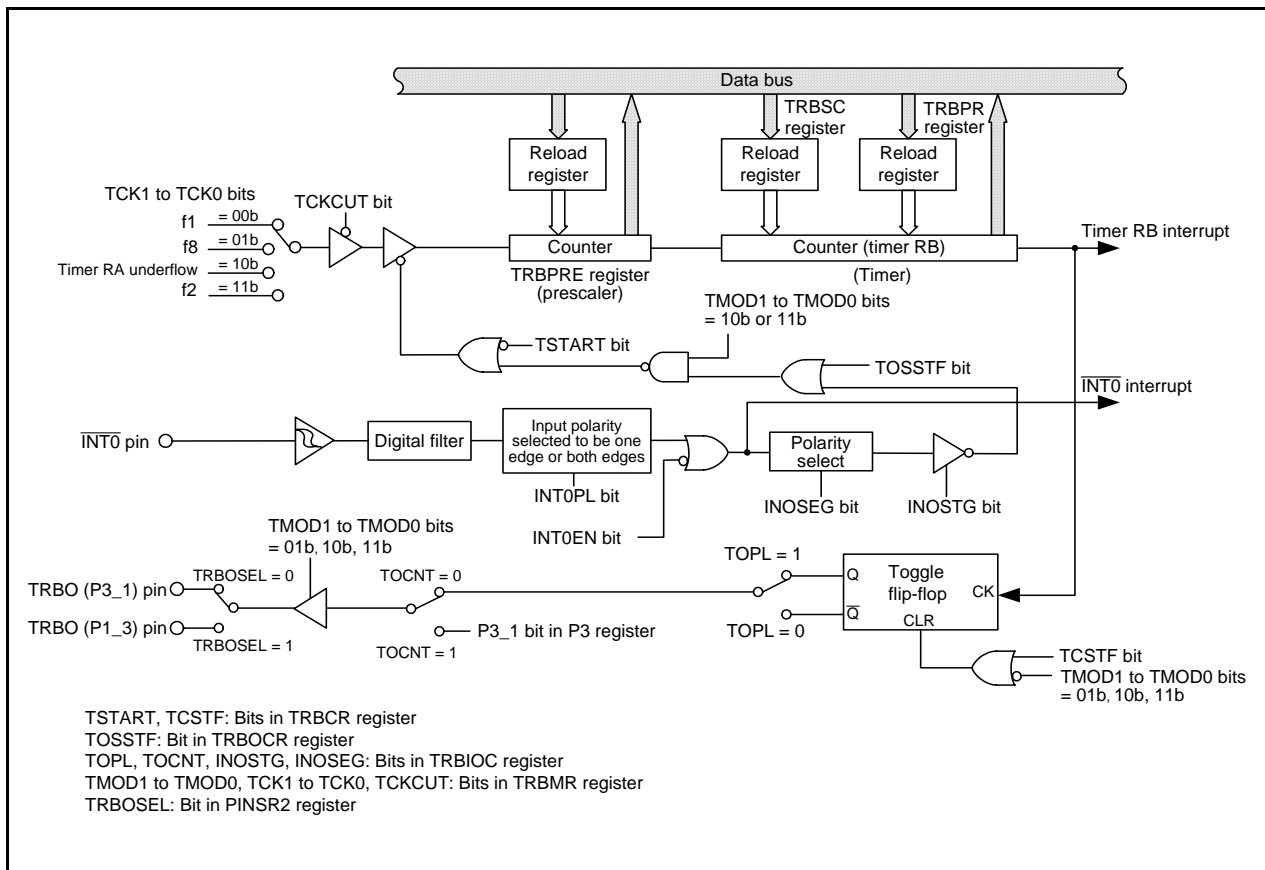 Data bus
TRBSC
register
TRBPR
register
Reload
register
Reload
register
Reload
register
TCK1 to TCK0 bits
TCKCUT bit
f1
= 00b
f8
= 01b
Timer RA underflow
= 10b
f2
= 11b
Counter
Counter (timer RB)
Timer RB interrupt
TRBPRE register
(prescaler)
(Timer)
TMOD1 to TMOD0 bits
= 10b or 11b
TSTART bit
TOSSTF bit
INT0 interrupt
INT0 pin
Digital filter
Input polarity
selected to be one
edge or both edges
Polarity
select
INT0PL bit
INOSEG bit
INOSTG bit
INT0EN bit
TMOD1 to TMOD0 bits
= 01b, 10b, 11b
TOPL = 1
Q
Toggle
flip-flop
CK
Q
CLR
TOPL = 0
TRBO (P3_1) pin
TRBOSEL = 0
TOCNT = 0
TRBO (P1_3) pin
TRBOSEL = 1
P3_1 bit in P3 register
TOCNT = 1
TCSTF bit
TMOD1 to TMOD0 bits
= 01b, 10b, 11b
TSTART, TCSTF: Bits in TRBCR register
TOSSTF: Bit in TRBOCR register
TOPL, TOCNT, INOSTG, INOSEG: Bits in TRBIOC register
TMOD1 to TMOD0, TCK1 to TCK0, TCKCUT: Bits in TRBMR register
TRBOSEL: Bit in PINSR2 register